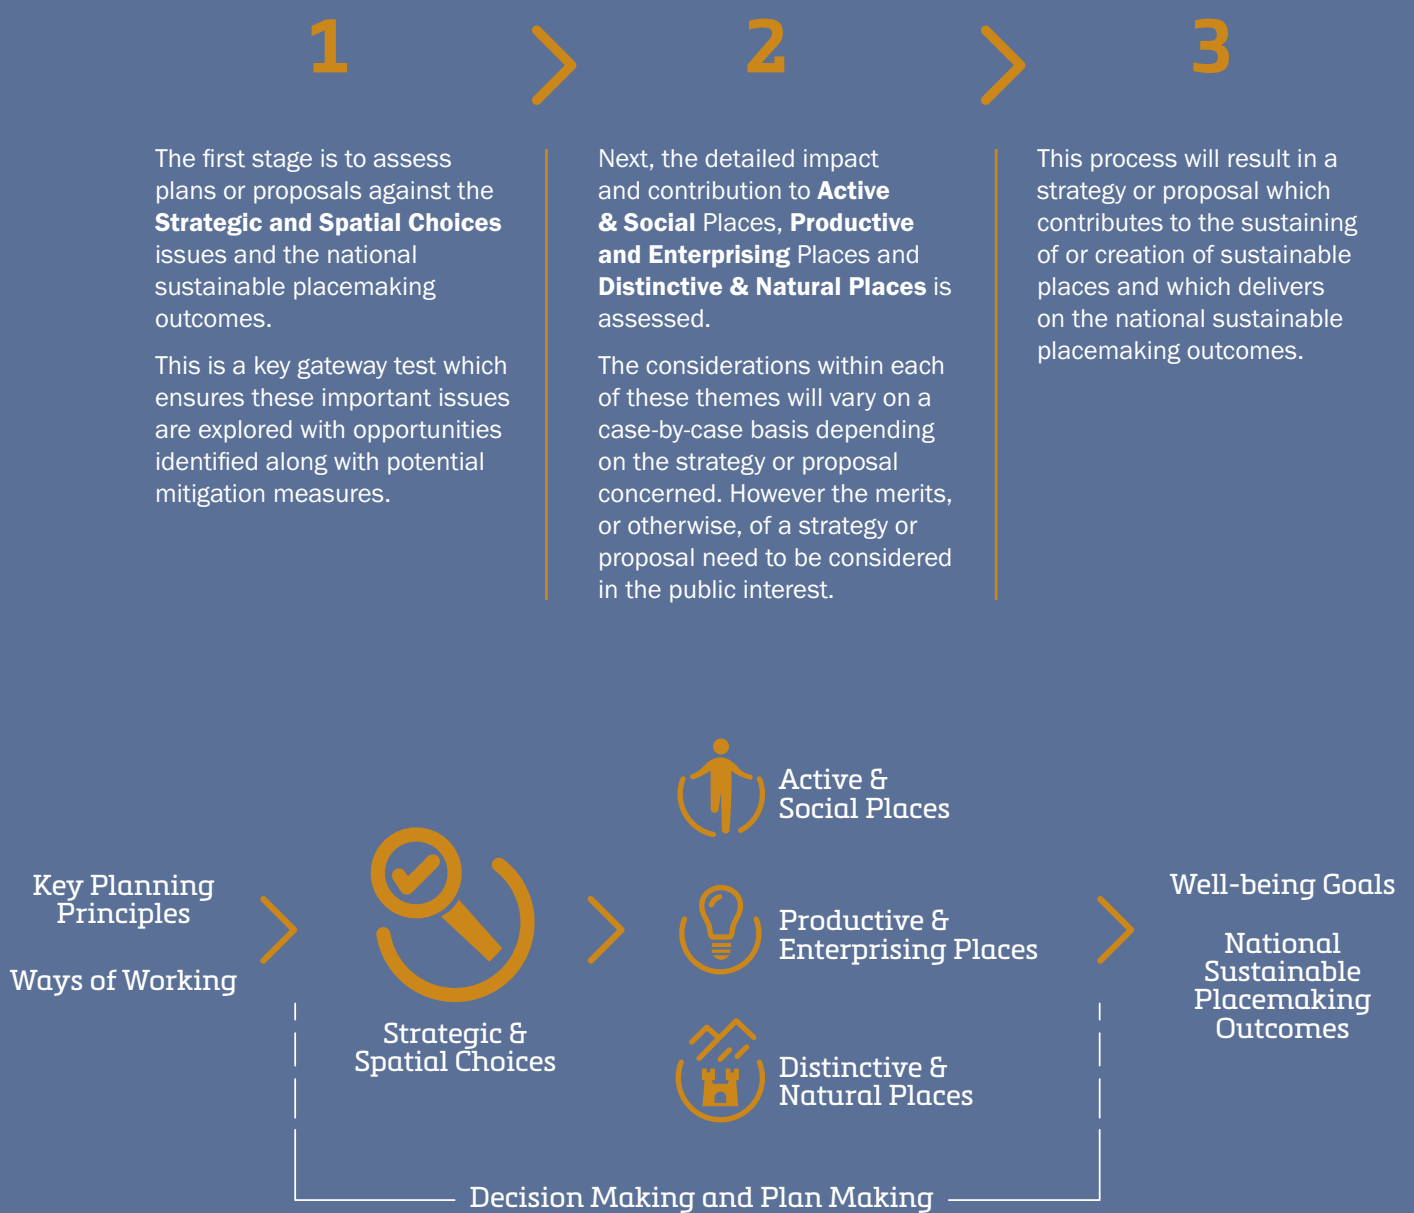 1
The first stage is to assess
plans or proposals against the
Strategic and Spatial Choices
issues and the national
sustainable placemaking
outcomes.
This is a key gateway test which
ensures these important issues
are explored with opportunities
identified along with potential
mitigation measures.
2
Next, the detailed impact
and contribution to Active
& Social Places, Productive
and Enterprising Places and
Distinctive & Natural Places is
assessed.
The considerations within each
of these themes will vary on a
case-by-case basis depending
on the strategy or proposal
concerned. However the merits,
or otherwise, of a strategy or
proposal need to be considered
in the public interest.
3
This process will result in a
strategy or proposal which
contributes to the sustaining
of or creation of sustainable
places and which delivers
on the national sustainable
placemaking outcomes.
Key Planning
Principles
Ways of Working
Strategic &
Spatial Choices
Active &
Social Places
Productive &
Enterprising Places
Distinctive &
Natural Places
Well-being Goals
National
Sustainable
Placemaking
Outcomes
Decision Making and Plan Making